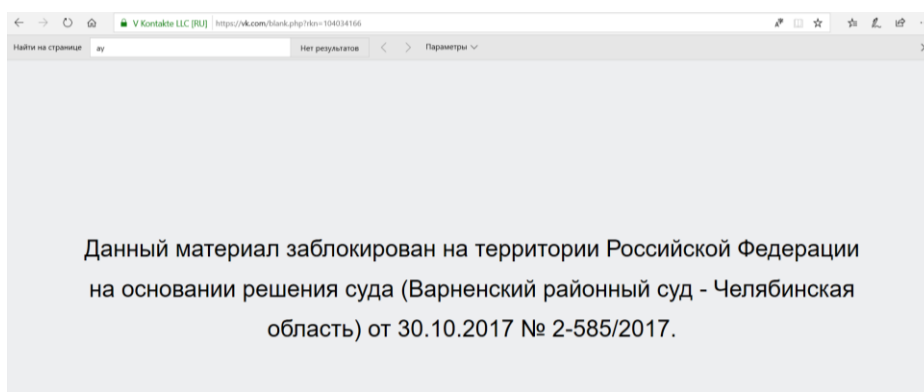 V Kontakte LLC [RU] https://vk.com/blank.php?rkn=104034166
Найти на странице ау Нет результатов Параметры
Данный материал заблокирован на территории Российской Федерации
на основании решения суда (Варненский районный суд - Челябинская
область) от 30.10.2017 № 2-585/2017.